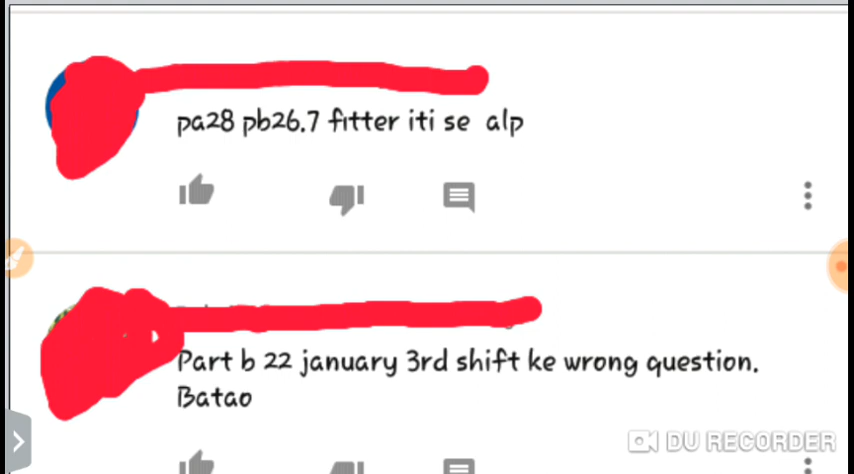 pa28 pb26.7 fitter iti se alp
Part b 22 january 3rd shift ke wrong question.
Batao
DU RECORDER